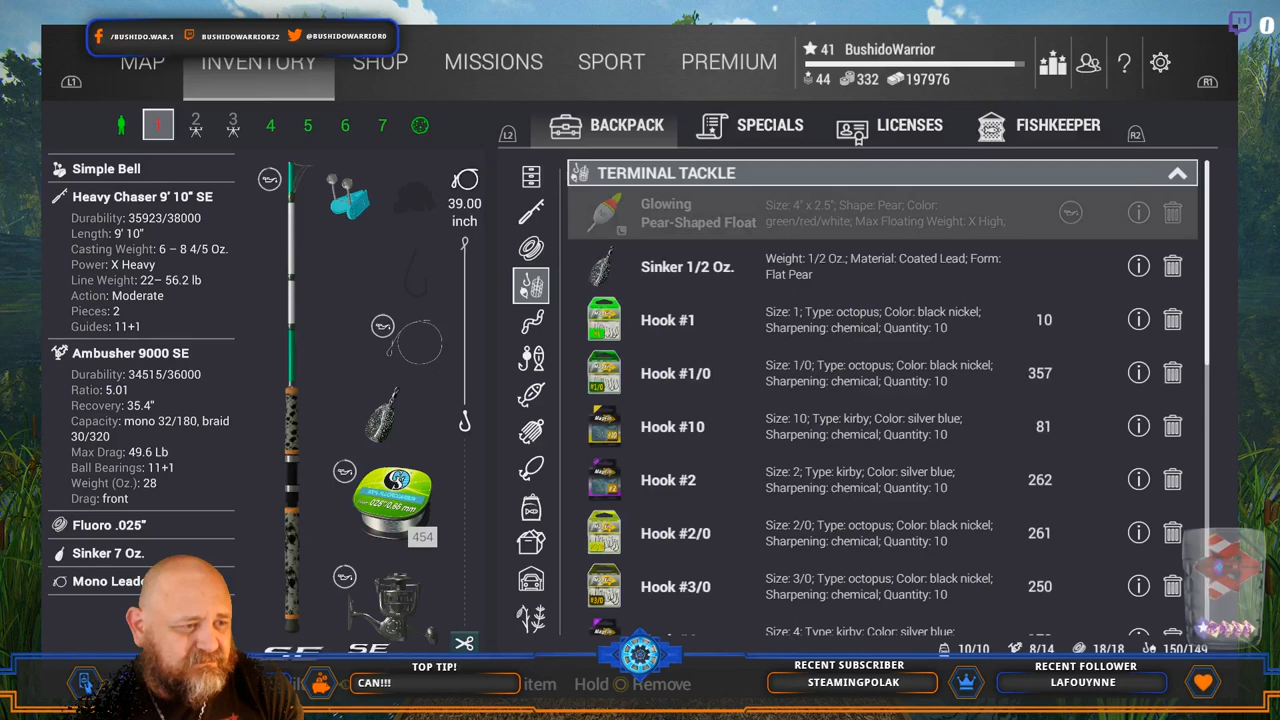 /BUSHIDO.WAR.1 BUSHIDOWARRIOR22 @BUSHIDOWARRIOR0
0
MAP INVENTORY SHOP MISSIONS SPORT PREMIUM
L1
41 BushidoWarrior
44 332 197976
?
R1
1 2 3 4 5 6 7
L2
BACKPACK SPECIALS LICENSES FISHKEEPER
R2
Simple Bell
Heavy Chaser 9' 10" SE
Durability: 35923/38000
Length: 9' 10"
Casting Weight: 6 – 8 4/5 Oz.
Power: X Heavy
Line Weight: 22– 56.2 lb
Action: Moderate
Pieces: 2
Guides: 11+1
Ambusher 9000 SE
Durability: 34515/36000
Ratio: 5.01
Recovery: 35.4"
Capacity: mono 32/180, braid
30/320
Max Drag: 49.6 Lb
Ball Bearings: 11+1
Weight (Oz.): 28
Drag: front
Fluoro .025"
Sinker 7 Oz.
Mono Lead
39.00
inch
454
SE
TERMINAL TACKLE
Glowing
Pear-Shaped Float
Size: 4" x 2.5"; Shape: Pear; Color:
green/red/white; Max Floating Weight: X High,
Sinker 1/2 Oz.
Weight: 1/2 Oz.; Material: Coated Lead; Form:
Flat Pear
Hook #1
Size: 1; Type: octopus; Color: black nickel;
Sharpening: chemical; Quantity: 10
10
Hook #1/0
Size: 1/0; Type: octopus; Color: black nickel;
Sharpening: chemical; Quantity: 10
357
Hook #10
Size: 10; Type: kirby; Color: silver blue;
Sharpening: chemical; Quantity: 10
81
Hook #2
Size: 2; Type: kirby; Color: silver blue;
Sharpening: chemical; Quantity: 10
262
Hook #2/0
Size: 2/0; Type: octopus; Color: black nickel;
Sharpening: chemical; Quantity: 10
261
Hook #3/0
Size: 3/0; Type: octopus; Color: black nickel;
Sharpening: chemical; Quantity: 10
250
Size: 4; Type: kirby; Color: silver blue;
10/10 8/14 18/18 150/149
item Hold Remove
TOP TIP!
CAN!!!
RECENT SUBSCRIBER
STEAMINGPOLAK
RECENT FOLLOWER
LAFOUYNNE